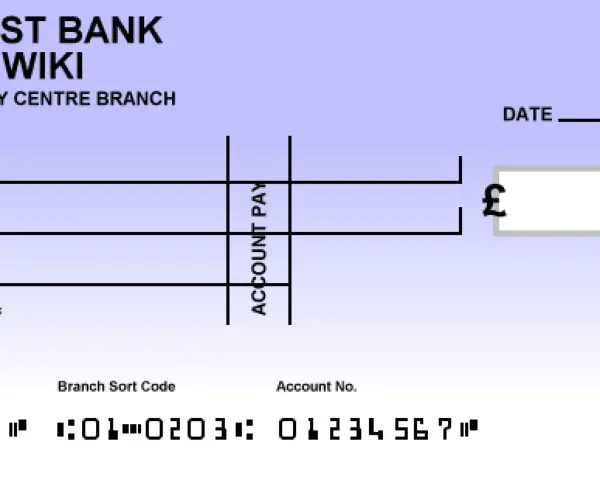 ST BANK
WIKI
Y CENTRE BRANCH
DATE
£
ACCOUNT PAY
Branch Sort Code
Account No.
⑈ ⑆01⑉0203⑆ 01234567⑈